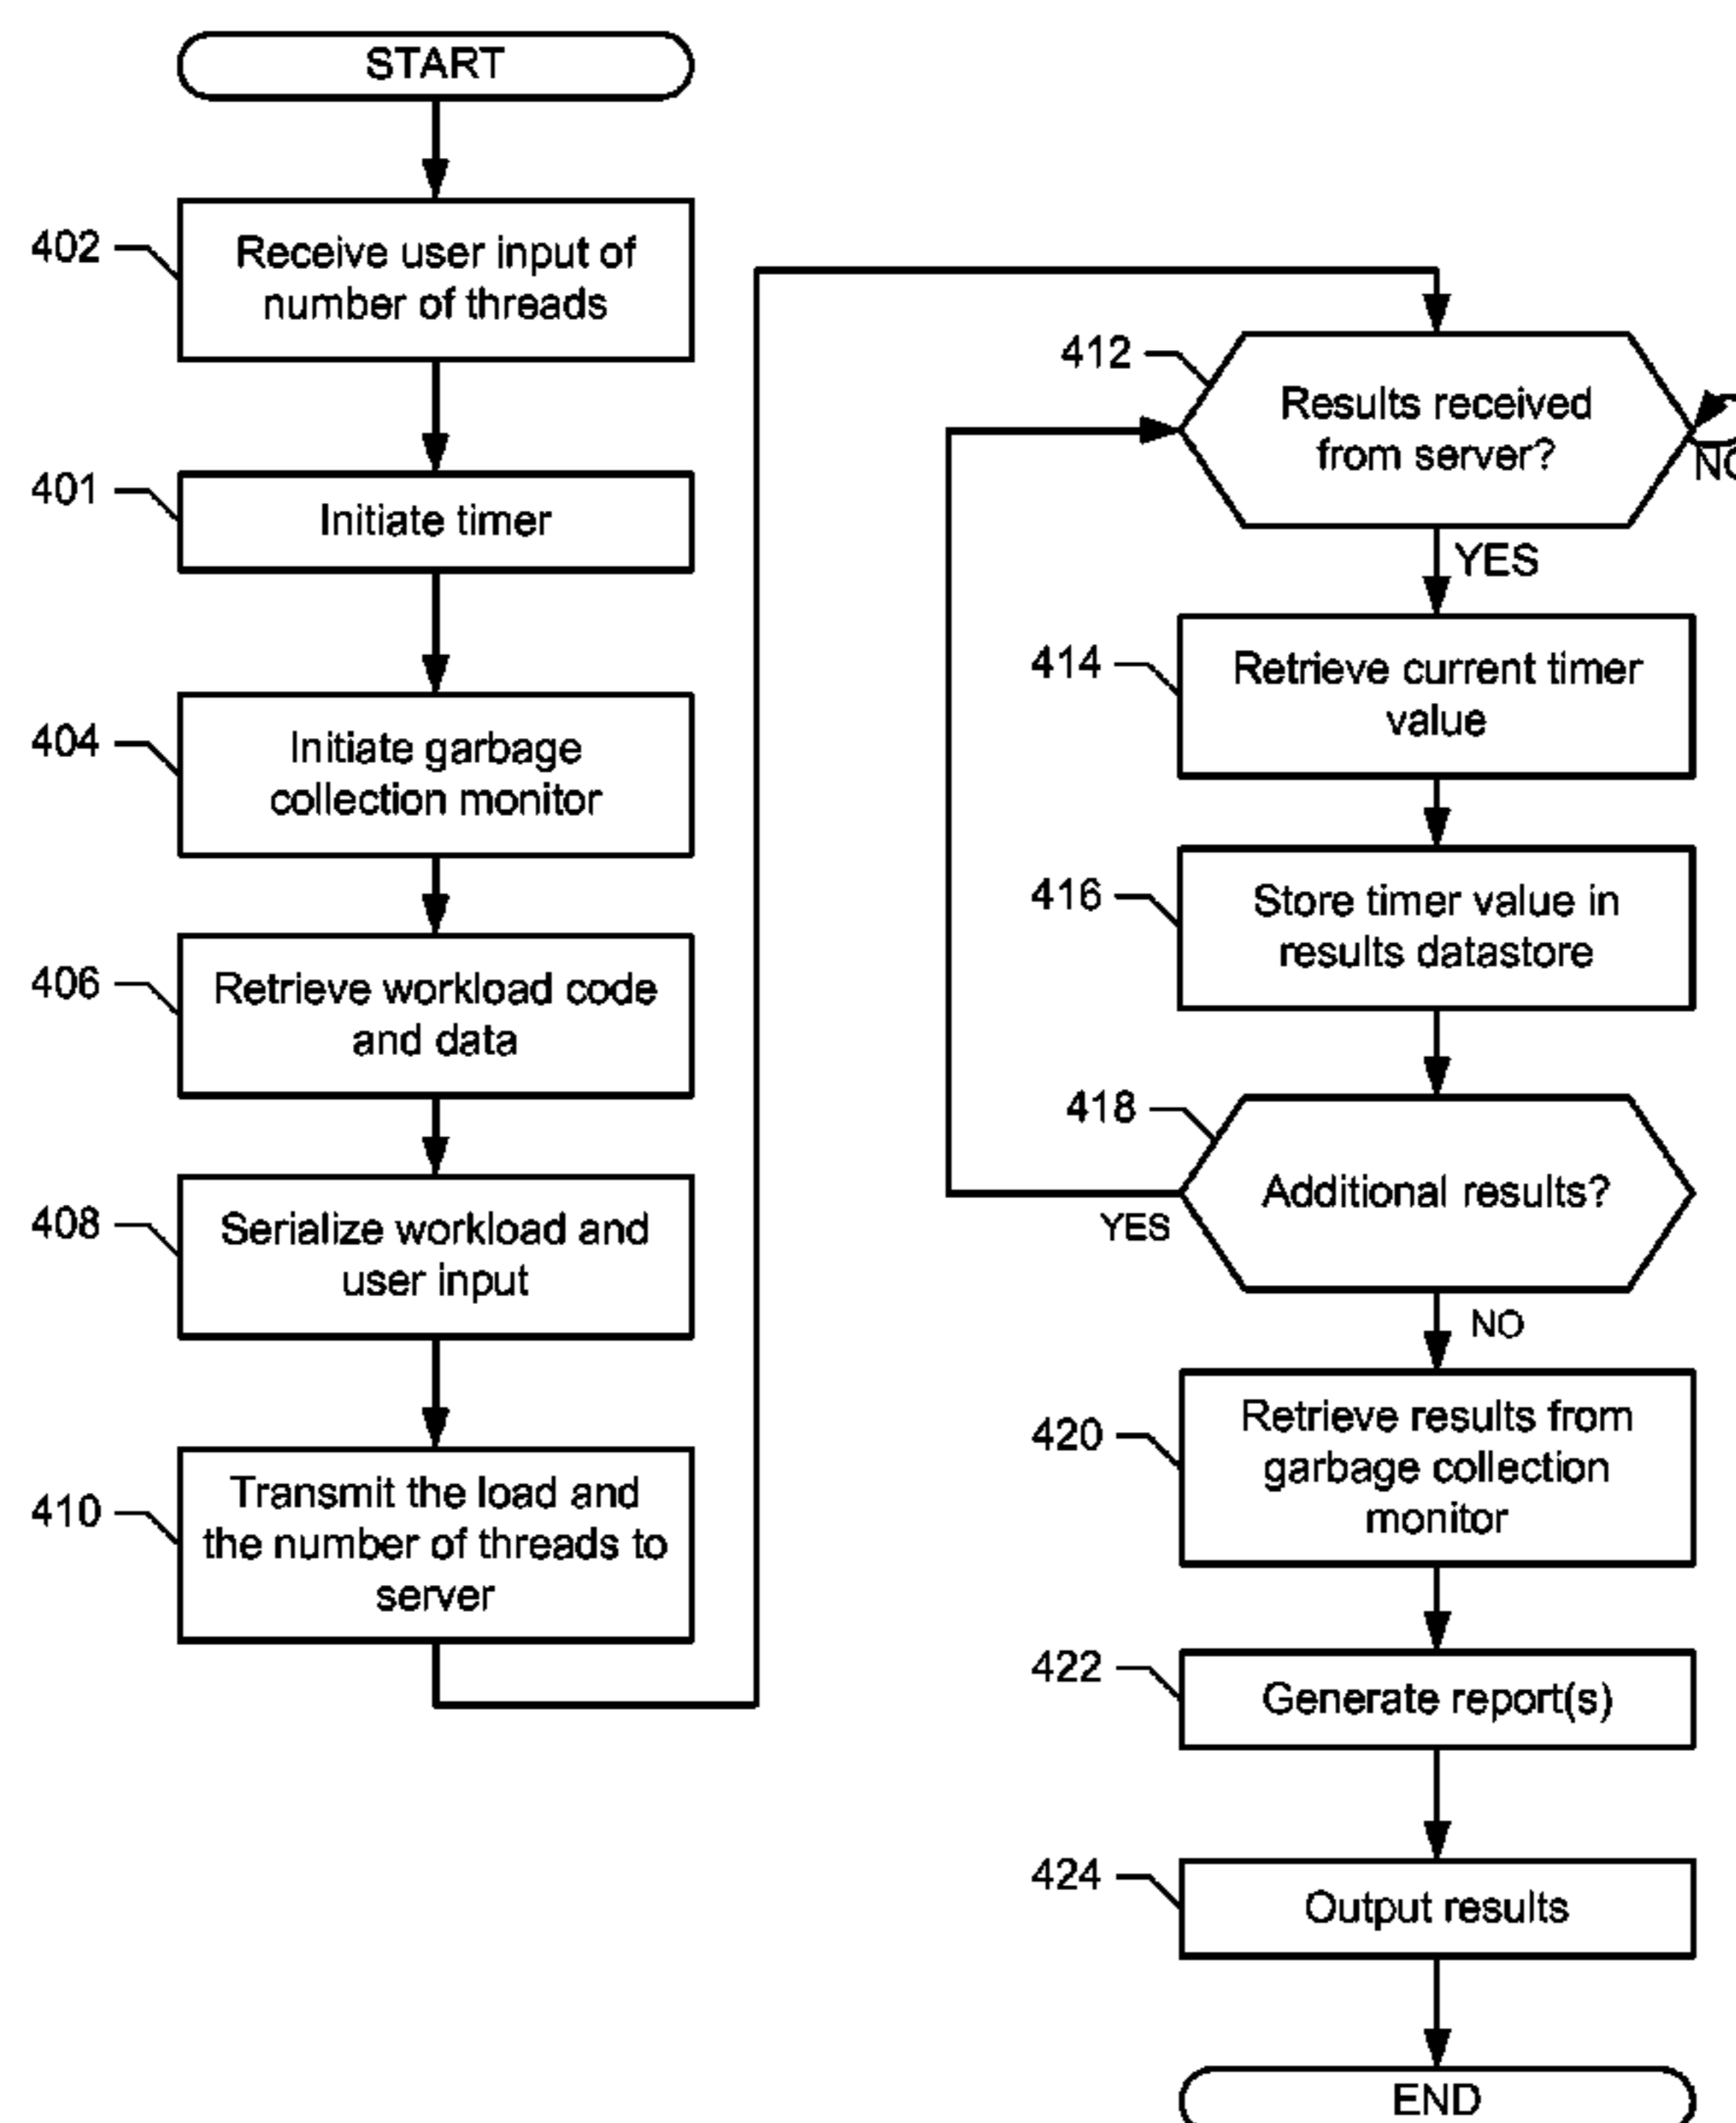 START
402
Receive user input of
number of threads
401
Initiate timer
404
Initiate garbage
collection monitor
406
Retrieve workload code
and data
408
Serialize workload and
user input
410
Transmit the load and
the number of threads to
server
412
Results received
from server?
NO
YES
414
Retrieve current timer
value
416
Store timer value in
results datastore
418
Additional results?
YES
NO
420
Retrieve results from
garbage collection
monitor
422
Generate report(s)
424
Output results
END